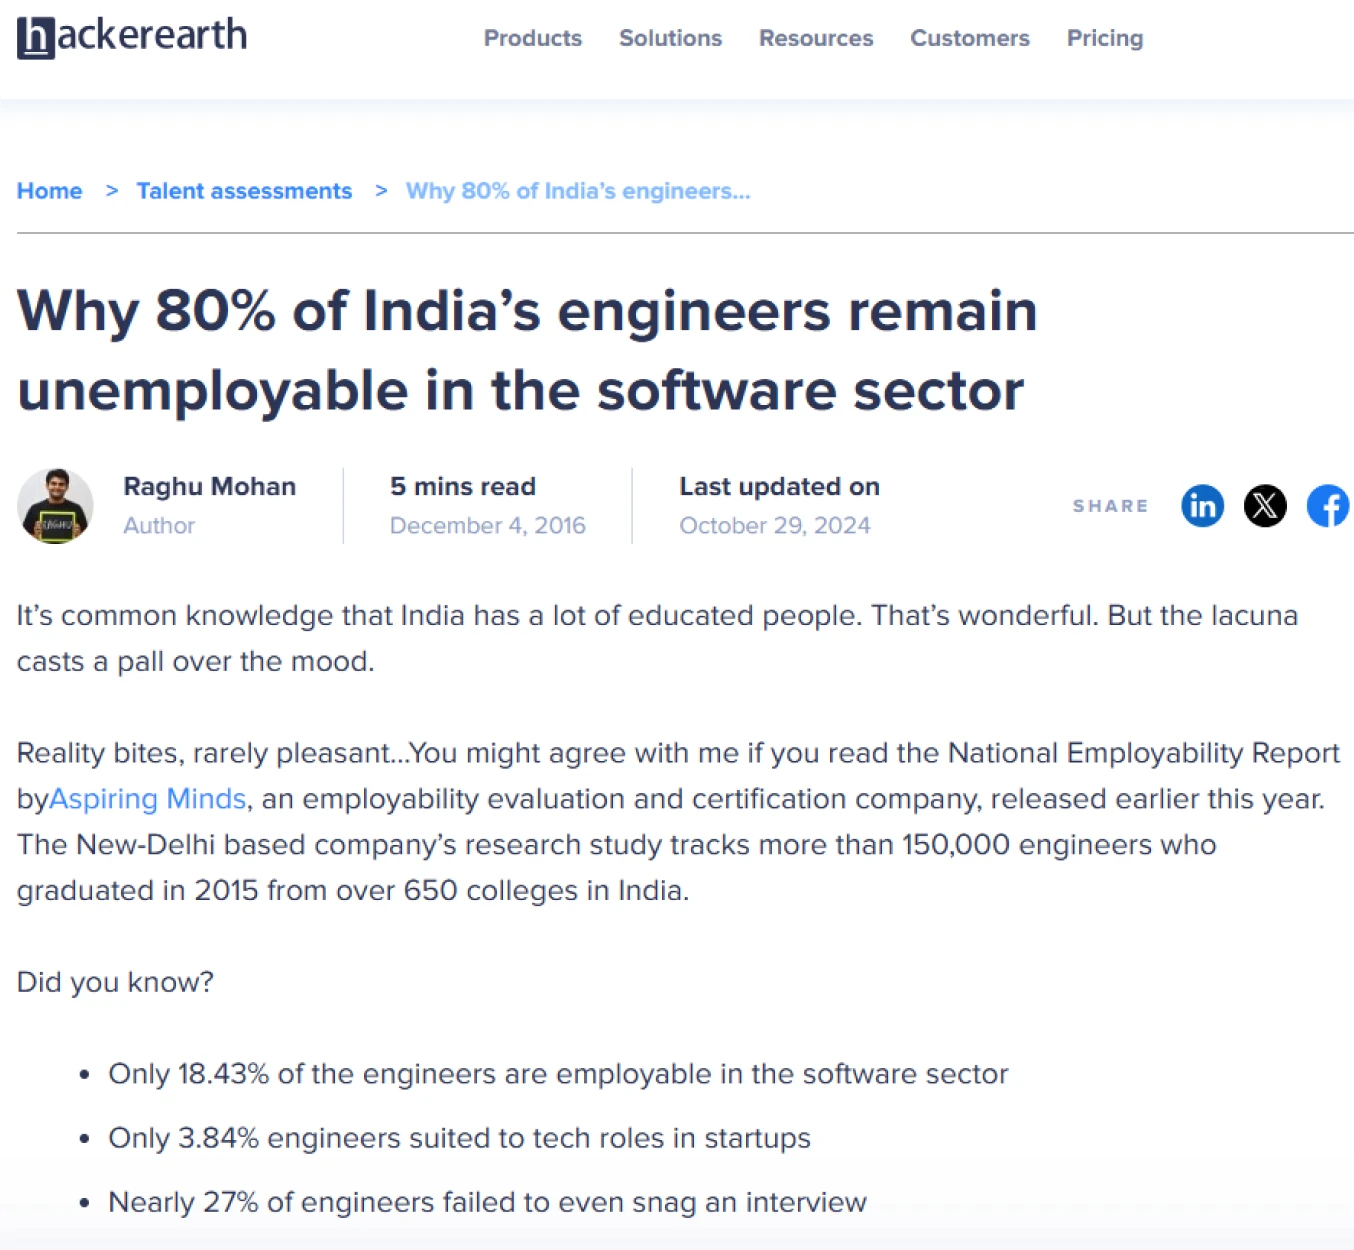 hackerearth
Products Solutions Resources Customers Pricing
Home > Talent assessments > Why 80% of India’s engineers...
Why 80% of India’s engineers remain
unemployable in the software sector
RAGHU
Raghu Mohan
Author
5 mins read
December 4, 2016
Last updated on
October 29, 2024
SHARE
in X f
It’s common knowledge that India has a lot of educated people. That’s wonderful. But the lacuna
casts a pall over the mood.
Reality bites, rarely pleasant...You might agree with me if you read the National Employability Report
byAspiring Minds, an employability evaluation and certification company, released earlier this year.
The New-Delhi based company’s research study tracks more than 150,000 engineers who
graduated in 2015 from over 650 colleges in India.
Did you know?
• Only 18.43% of the engineers are employable in the software sector
• Only 3.84% engineers suited to tech roles in startups
• Nearly 27% of engineers failed to even snag an interview